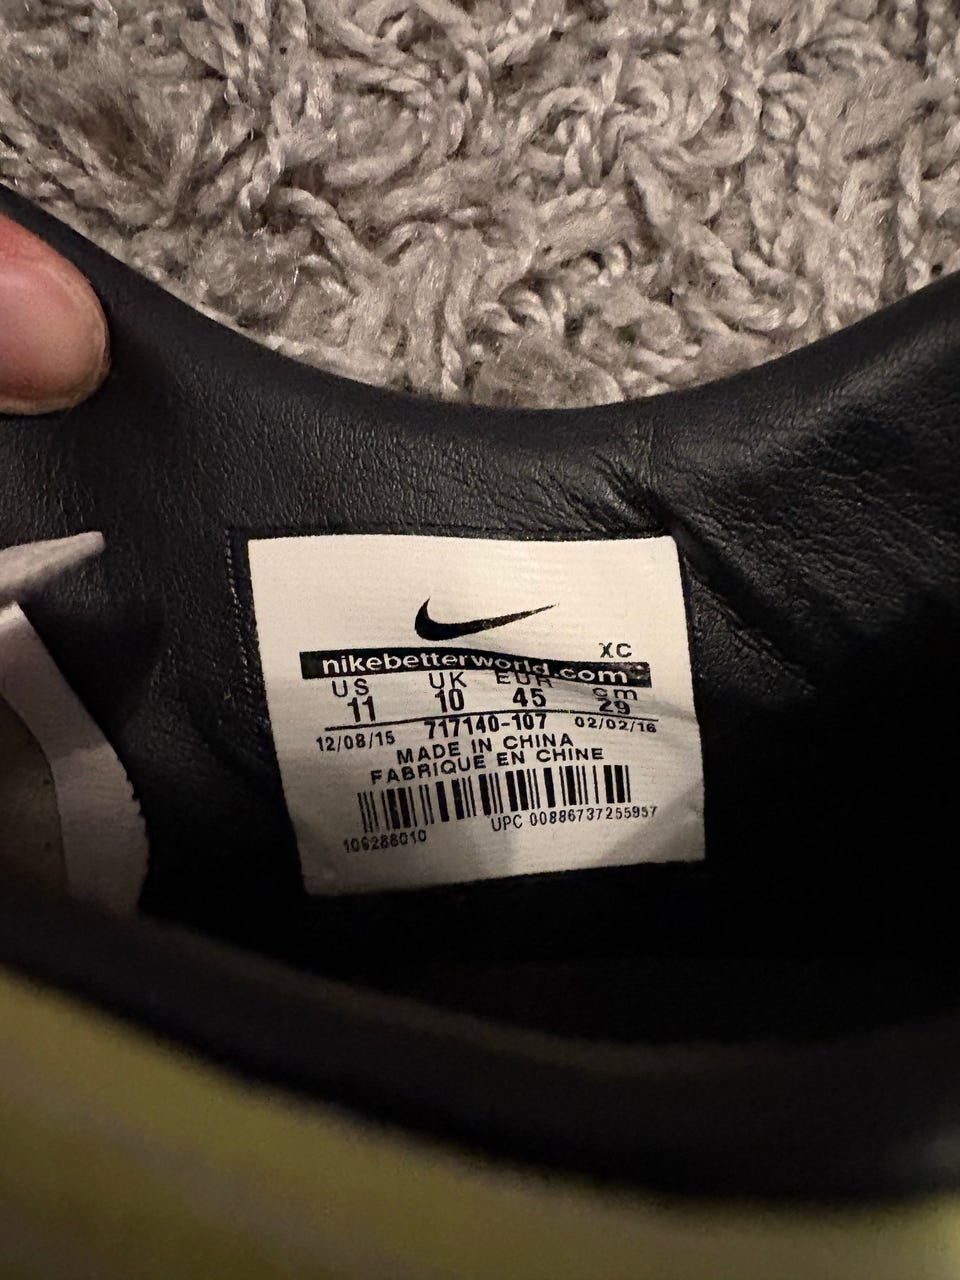 XC
nikebetterworld.com
US UK EUR cm
11 10 45 29
12/08/15 717140-107 02/02/16
MADE IN CHINA
FABRIQUE EN CHINE
UPC 00886737255957
106288010